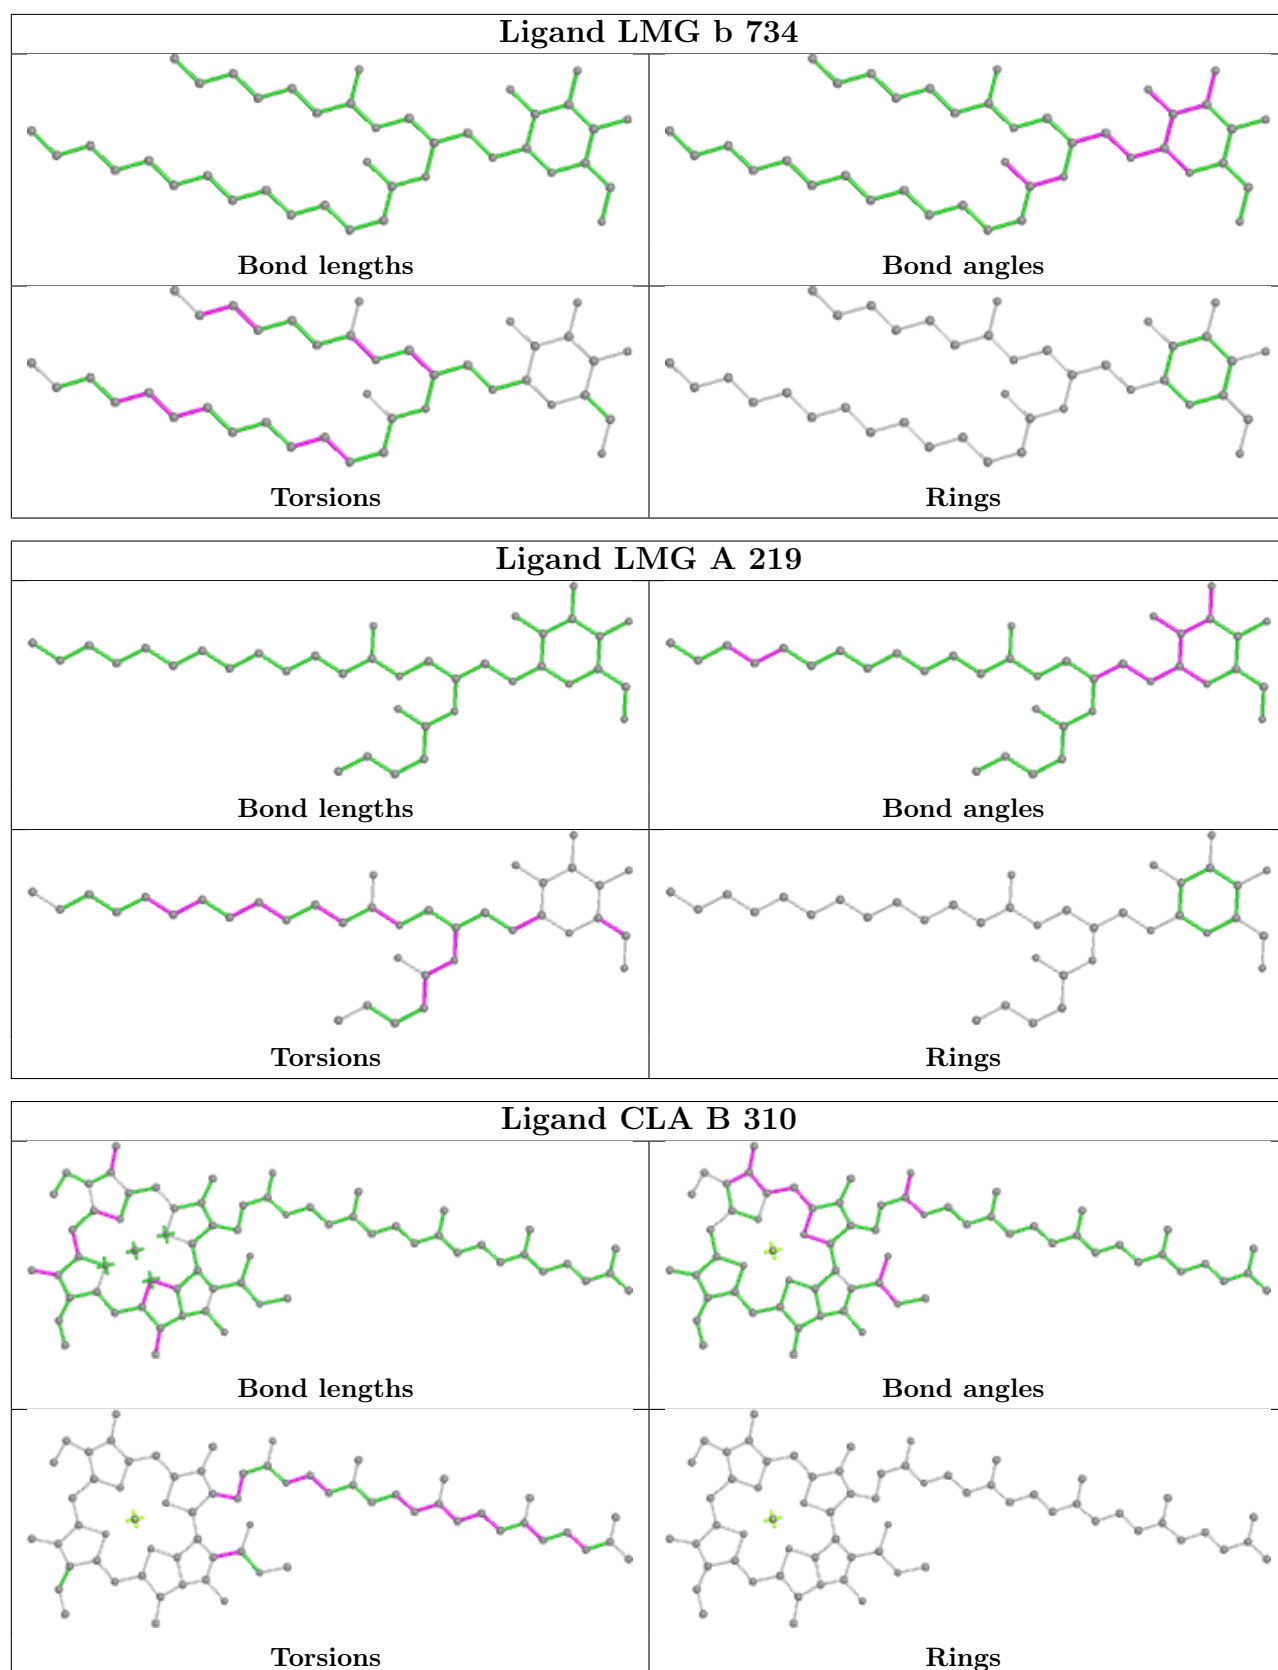 Ligand LMG b 734
Bond lengths
Bond angles
Torsions
Rings
Ligand LMG A 219
Bond lengths
Bond angles
Torsions
Rings
Ligand CLA B 310
Bond lengths
Bond angles
Torsions
Rings